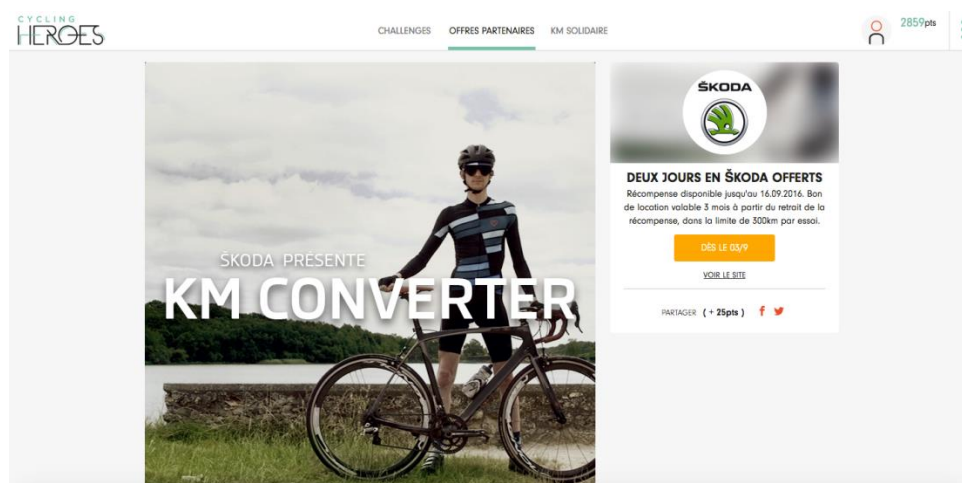 CYCLING
HEROES
CHALLENGES
OFFRES PARTENAIRES
KM SOLIDAIRE
2859pts
ŠKODA PRÉSENTE
KM CONVERTER
ŠKODA
DEUX JOURS EN ŠKODA OFFERTS
Récompense disponible jusqu'au 16.09.2016. Bon
de location valable 3 mois à partir du retrait de la
récompense, dans la limite de 300km par essai.
DÈS LE 03/9
VOIR LE SITE
PARTAGER ( + 25pts )